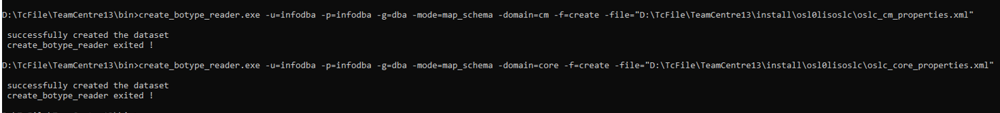 D:\TcFile\TeamCentre13\bin>create_botype_reader.exe -u=infodba -p=infodba -g=dba -mode=map_schema -domain=cm -f=create -file="D:\TcFile\TeamCentre13\install\osl0lisoslc\oslc_cm_properties.xml"
successfully created the dataset
create_botype_reader exited !
D:\TcFile\TeamCentre13\bin>create_botype_reader.exe -u=infodba -p=infodba -g=dba -mode=map_schema -domain=core -f=create -file="D:\TcFile\TeamCentre13\install\osl0lisoslc\oslc_core_properties.xml"
successfully created the dataset
create_botype_reader exited !